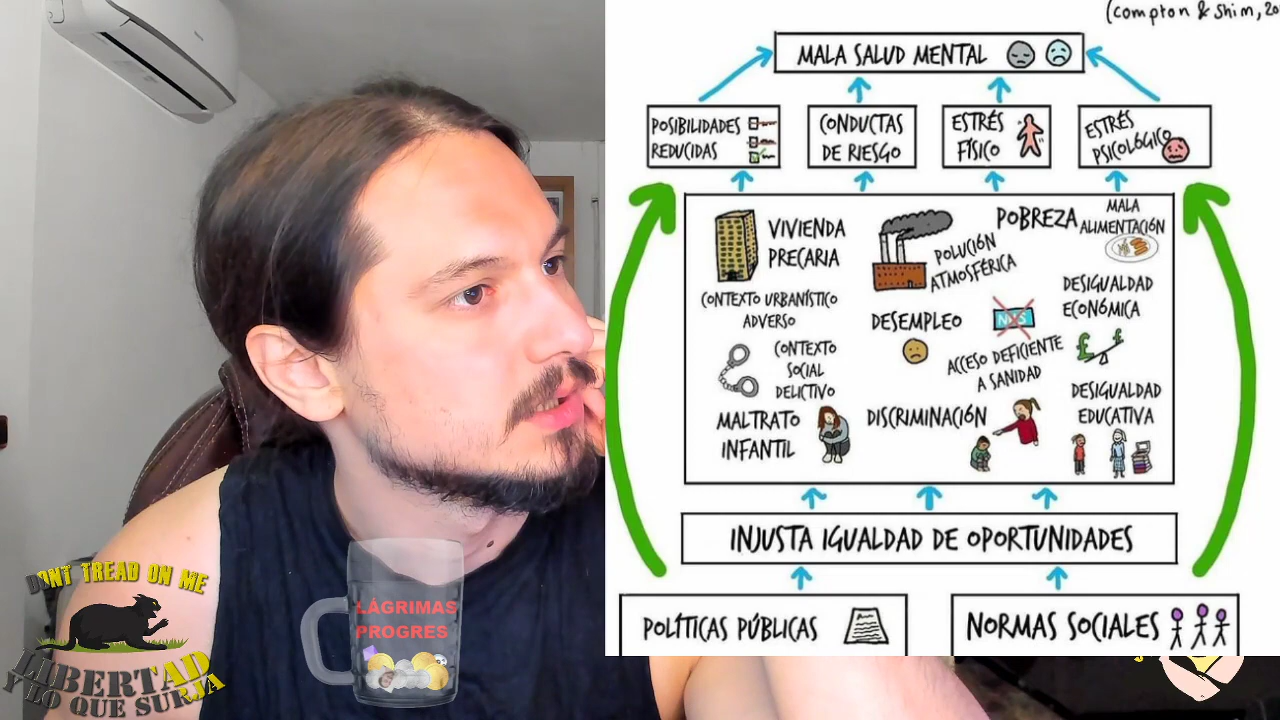 (Compton & Shim, 20
MALA SALUD MENTAL
POSIBILIDADES
REDUCIDAS
CONDUCTAS
DE RIESGO
ESTRÉS
FÍSICO
ESTRÉS
PSICOLÓGICO
VIVIENDA
PRECARIA
POLUCIÓN
ATMOSFÉRICA
POBREZA
MALA
ALIMENTACIÓN
CONTEXTO URBANÍSTICO
ADVERSO
DESEMPLEO
NHS
DESIGUALDAD
ECONÓMICA
CONTEXTO
SOCIAL
DELICTIVO
ACCESO DEFICIENTE
A SANIDAD
££
MALTRATO
INFANTIL
DISCRIMINACIÓN
DESIGUALDAD
EDUCATIVA
INJUSTA IGUALDAD DE OPORTUNIDADES
POLÍTICAS PÚBLICAS
NORMAS SOCIALES
DONT TREAD ON ME
LIBERTAD
Y LO QUE SURJA
LÁGRIMAS
PROGRES